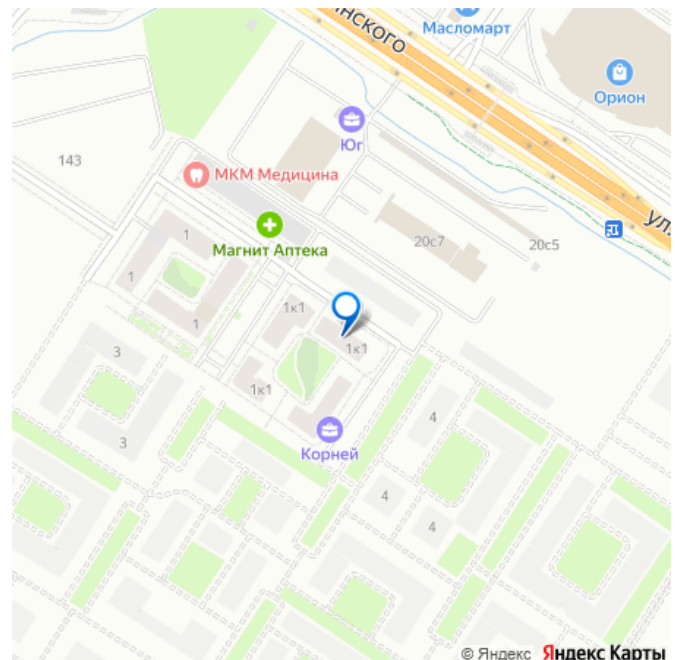 нского
Масломарт
Орион
Юг
143
МКМ Медицина
ул.
1
Магнит Аптека
20с7
20с5
1
1к1
1
1к1
3
1к1
4
3
Корней
4
4
© Яндекс Яндекс Карты